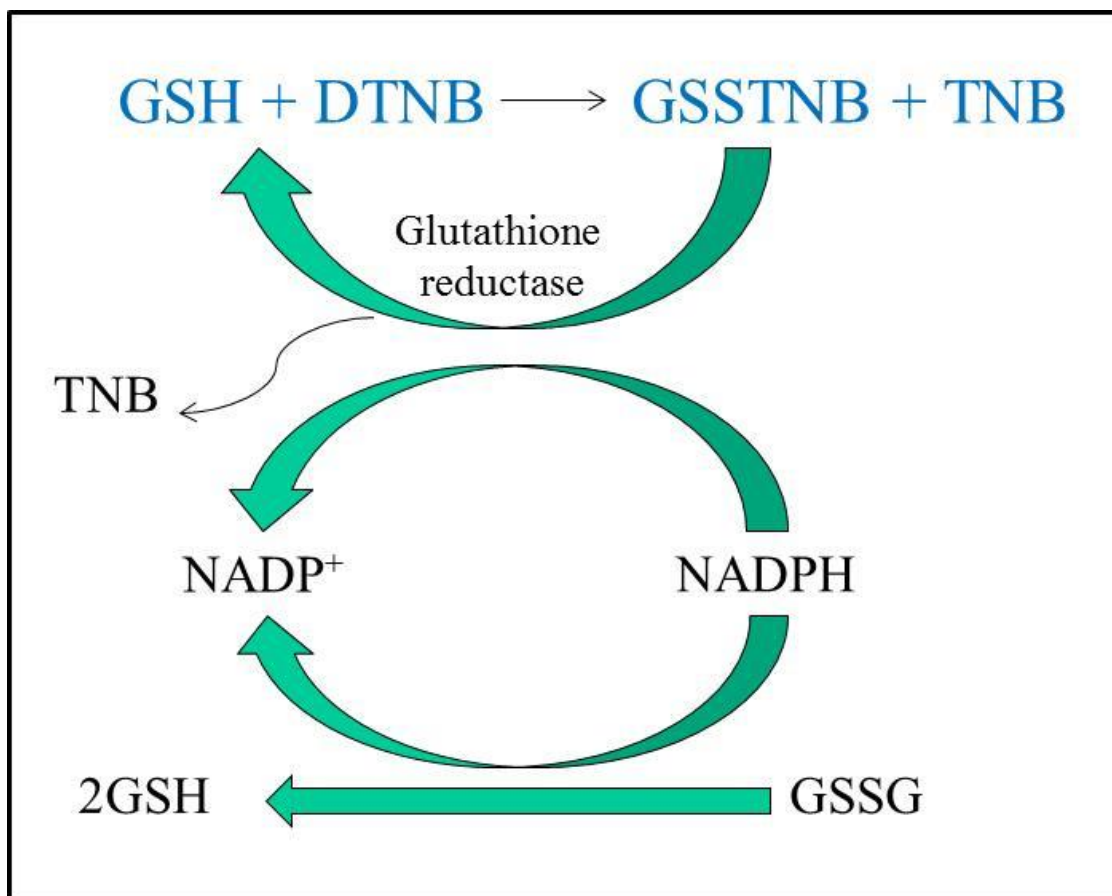 GSH + DTNB → GSSTNB + TNB
Glutathione
reductase
TNB
NADP⁺ NADPH
2GSH GSSG